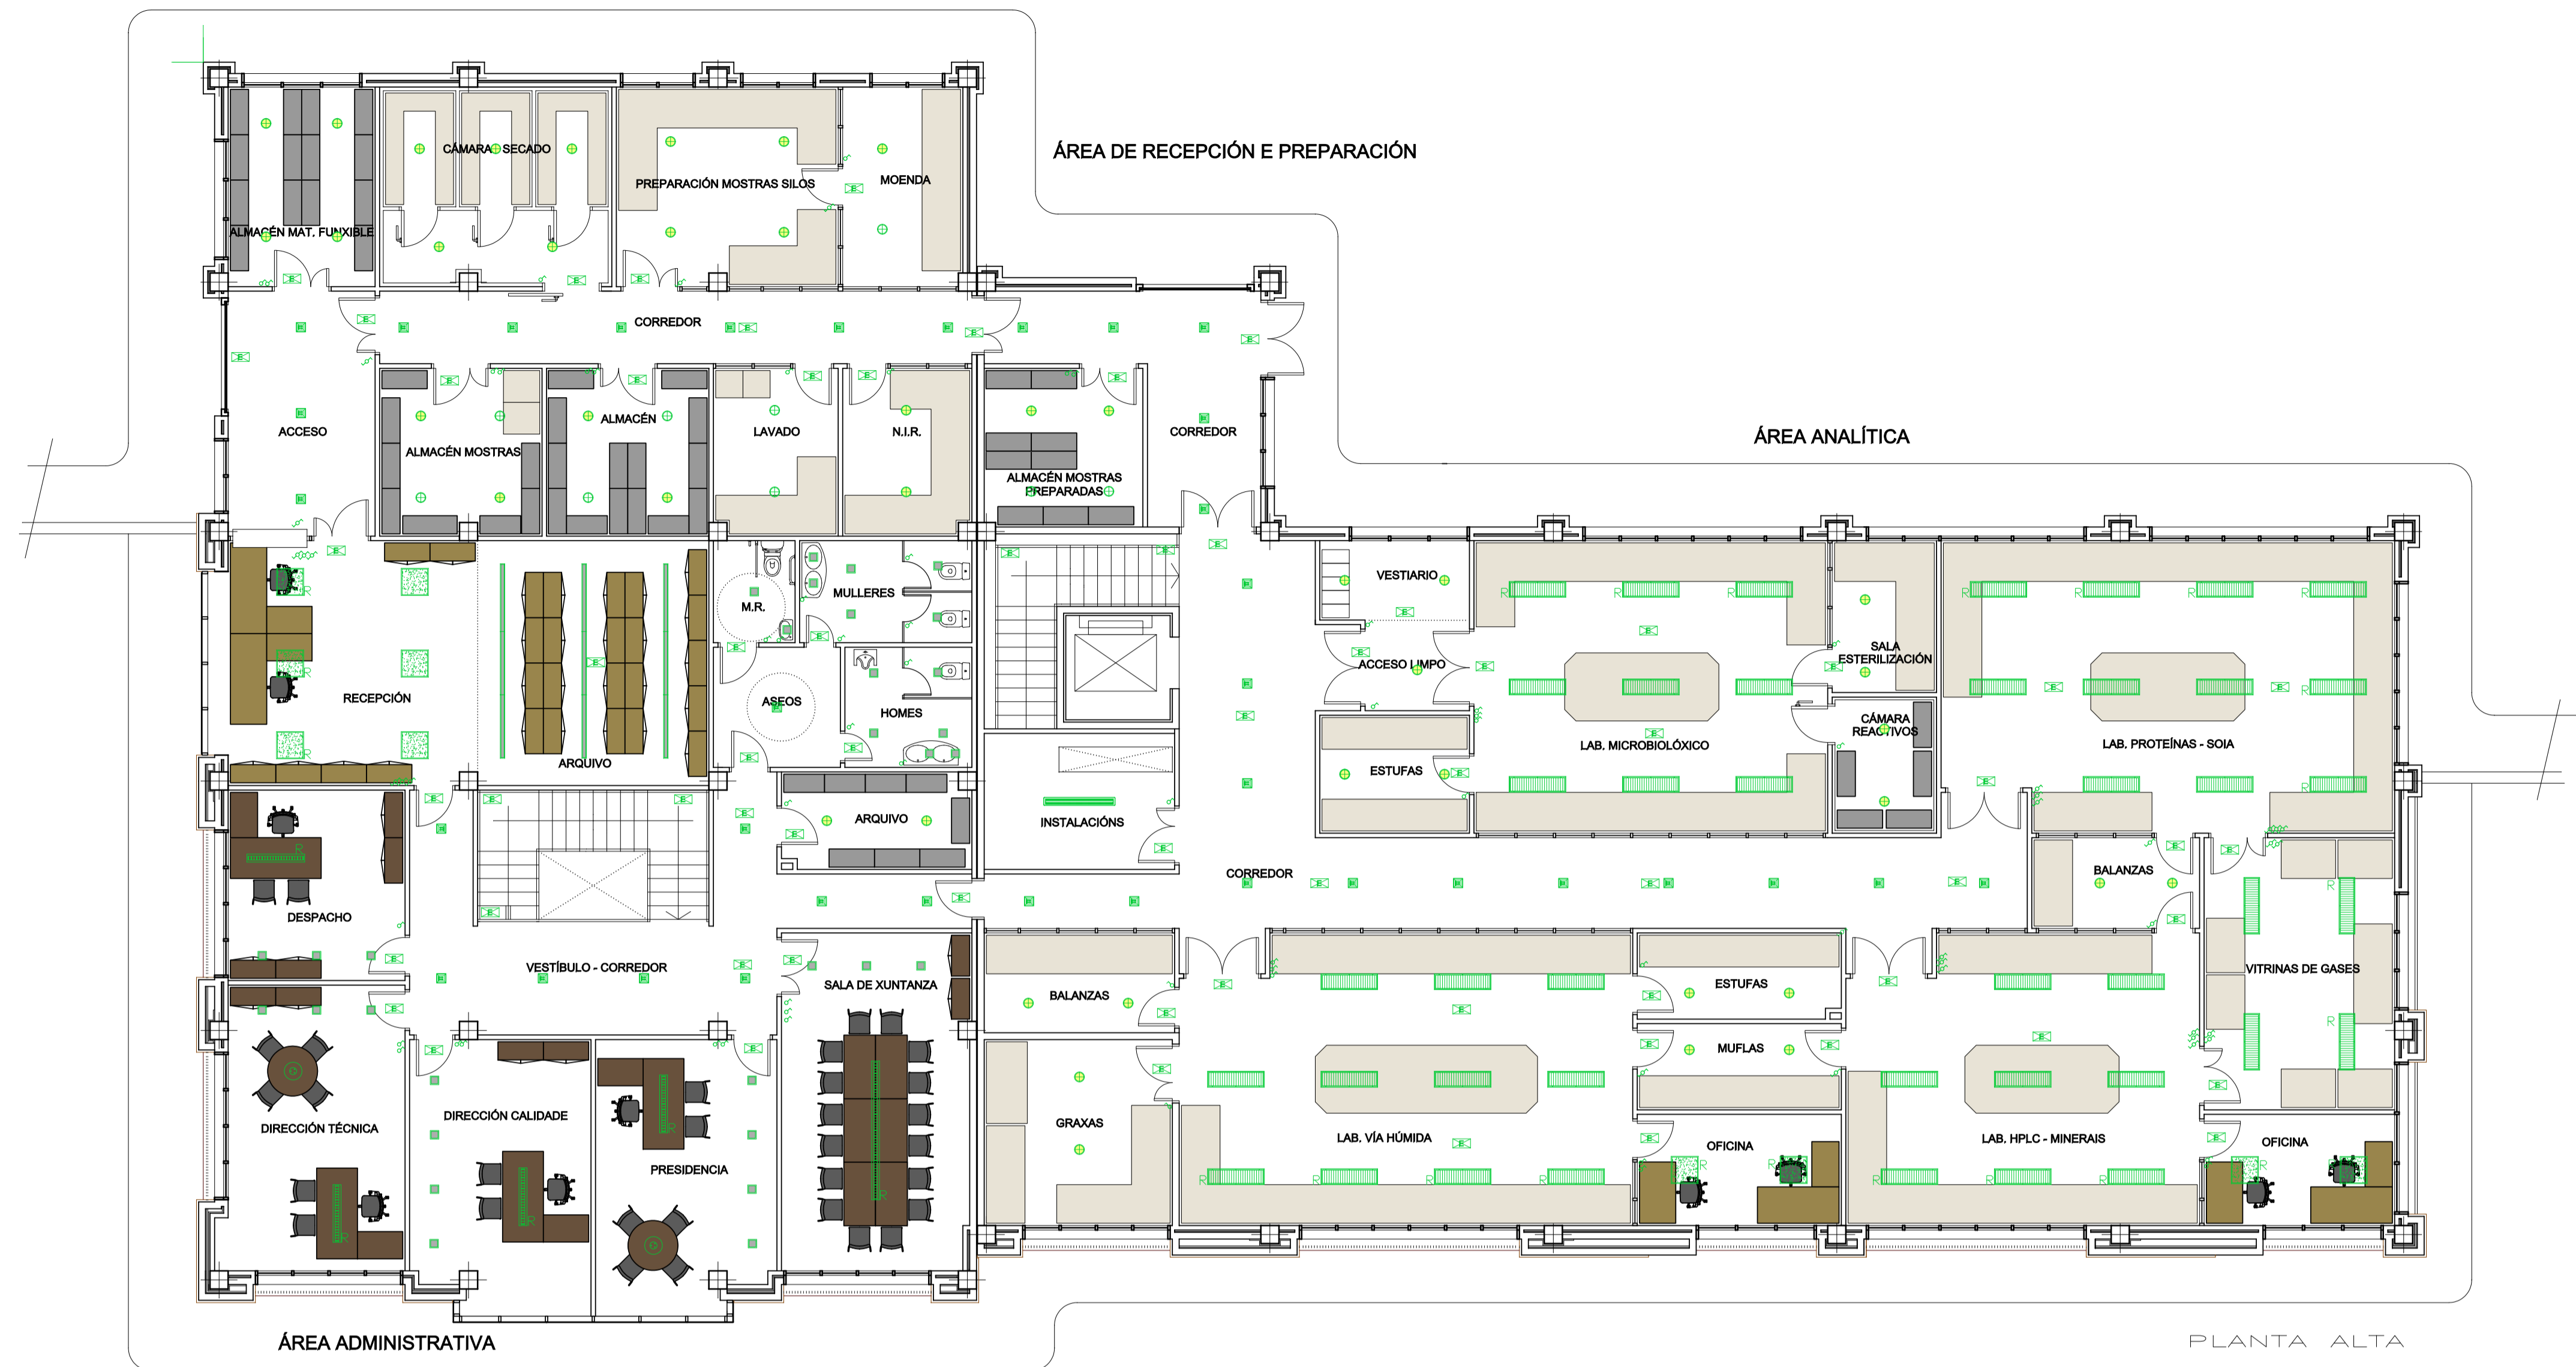 ÁREA DE RECEPCIÓN E PREPARACIÓN
CÁMARA SECADO
PREPARACIÓN MOSTRAS SILOS
MOENDA
ALMACÉN MAT. FUNXIBLE
CORREDOR
ACCESO
ALMACÉN MOSTRAS
ALMACÉN
LAVADO
N.I.R.
ALMACÉN MOSTRAS
PREPARADAS
CORREDOR
ÁREA ANALÍTICA
RECEPCIÓN
ARQUIVO
M.R.
MULLERES
ASEOS
HOMES
ARQUIVO
INSTALACIÓNS
VESTIARIO
ACCESO LIMPO
ESTUFAS
LAB. MICROBIOLÓXICO
SALA
ESTERILIZACIÓN
CÁMARA
REACTIVOS
LAB. PROTEÍNAS - SOIA
CORREDOR
BALANZAS
VITRINAS DE GASES
DESPACHO
VESTÍBULO - CORREDOR
SALA DE XUNTANZA
BALANZAS
ESTUFAS
MUFLAS
GRAXAS
LAB. VÍA HÚMIDA
OFICINA
LAB. HPLC - MINERAIS
OFICINA
DIRECCIÓN TÉCNICA
DIRECCIÓN CALIDADE
PRESIDENCIA
ÁREA ADMINISTRATIVA
PLANTA ALTA